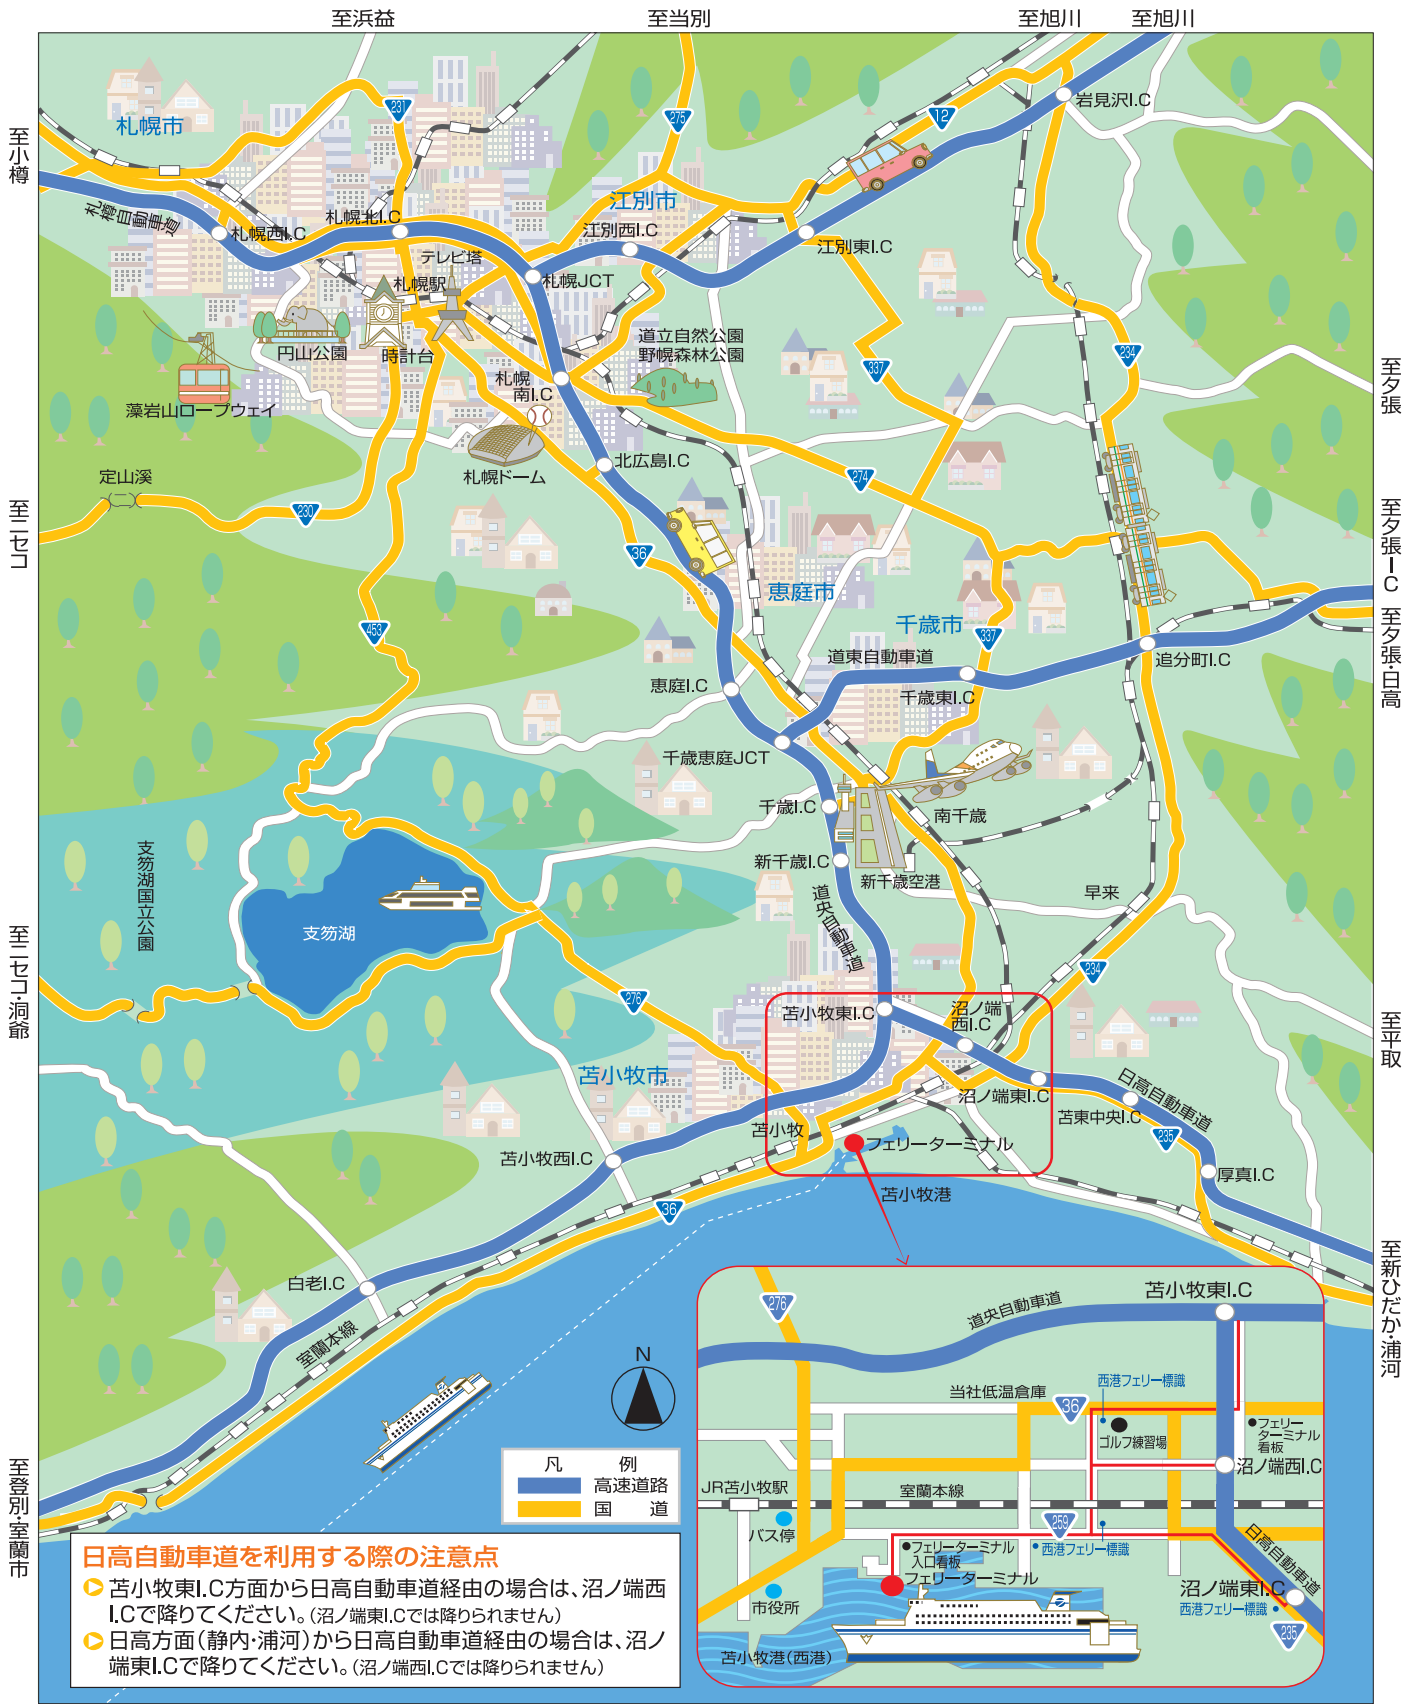 至浜益
至当別
至旭川
至旭川
至小樽
札幌市
231
275
12
岩見沢I.C
札樽自動車道
札幌西I.C
札幌北I.C
江別市
江別西I.C
江別東I.C
テレビ塔
札幌駅
札幌JCT
円山公園
時計台
道立自然公園
野幌森林公園
札幌
南I.C
337
234
至夕張
藻岩山ロープウェイ
札幌ドーム
北広島I.C
定山渓
230
274
至ニセコ
至夕張I.C
36
恵庭市
千歳市
453
337
至夕張・日高
道東自動車道
追分町I.C
恵庭I.C
千歳東I.C
千歳恵庭JCT
千歳I.C
南千歳
新千歳I.C
新千歳空港
早来
支笏湖国立公園
支笏湖
道央自動車道
至ニセコ・洞爺
276
234
苫小牧東I.C
沼ノ端
西I.C
至平取
苫小牧市
沼ノ端東I.C
日高自動車道
苫東中央I.C
235
苫小牧
フェリーターミナル
苫小牧西I.C
厚真I.C
苫小牧港
36
白老I.C
室蘭本線
至新ひだか・浦河
至登別・室蘭市
N
凡例
高速道路
国道
日高自動車道を利用する際の注意点
苫小牧東I.C方面から日高自動車道経由の場合は、沼ノ端西
I.Cで降りてください。(沼ノ端東I.Cでは降りられません)
日高方面(静内・浦河)から日高自動車道経由の場合は、沼ノ
端東I.Cで降りてください。(沼ノ端西I.Cでは降りられません)
276
道央自動車道
苫小牧東I.C
当社低温倉庫
36
西港フェリー標識
ゴルフ練習場
フェリー
ターミナル
看板
沼ノ端西I.C
JR苫小牧駅
室蘭本線
バス停
259
西港フェリー標識
西港フェリー標識
フェリーターミナル
入口看板
フェリーターミナル
日高自動車道
沼ノ端東I.C
西港フェリー標識
235
市役所
苫小牧港(西港)